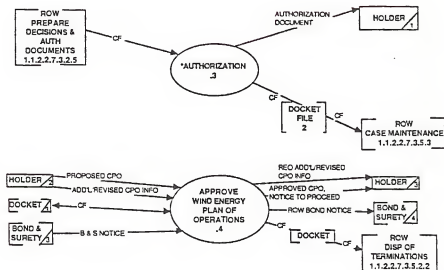 ROW
PREPARE
DECISIONS &
AUTH
DOCUMENTS
1.1.2.2.7.3.2.5
CF
*AUTHORIZATION
.3
AUTHORIZATION
DOCUMENT
HOLDER
1
CF
DOCKET
FILE
2
CF
ROW
CASE MAINTENANCE
1.1.2.2.7.3.5.3
HOLDER
2
PROPOSED CPO
ADD'L/REVISED CPO INFO
DOCKET
CF
BOND &
SURETY
B & S NOTICE
APPROVE
WIND ENERGY
PLAN OF
OPERATIONS
.4
REQ ADD'L/REVISED
CPO INFO
APPROVED CPO,
NOTICE TO PROCEED
HOLDER
ROW BOND NOTICE
BOND &
SURETY
CF
DOCKET
CF
ROW
DISP OF
TERMINATIONS
1.1.2.2.7.3.5.2.2